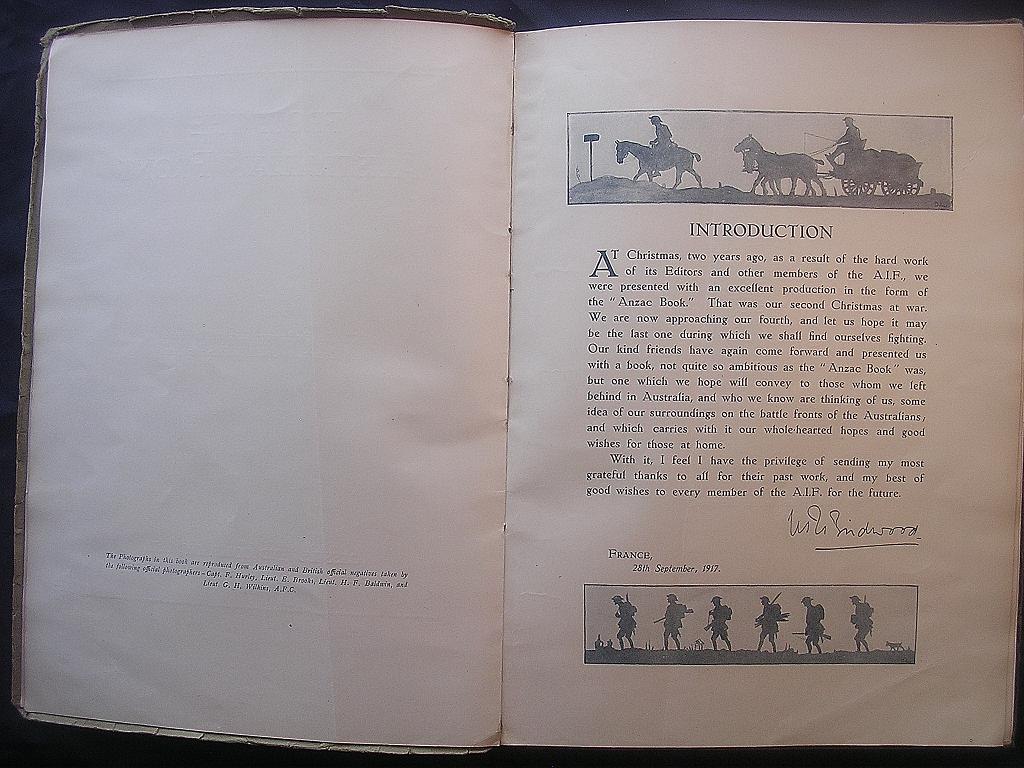 The Photographs in this book are reproduced from Australian and British official negatives taken by
the following official photographers—Capt. F. Hurley, Lieut. E. Brooks, Lieut. H. F. Baldwin, and
Lieut. G. H. Wilkins, A.F.C.
INTRODUCTION
AT Christmas, two years ago, as a result of the hard work
of its Editors and other members of the A.I.F., we
were presented with an excellent production in the form of
the "Anzac Book." That was our second Christmas at war.
We are now approaching our fourth, and let us hope it may
be the last one during which we shall find ourselves fighting.
Our kind friends have again come forward and presented us
with a book, not quite so ambitious as the "Anzac Book" was,
but one which we hope will convey to those whom we left
behind in Australia, and who we know are thinking of us, some
idea of our surroundings on the battle fronts of the Australians,
and which carries with it our whole-hearted hopes and good
wishes for those at home.
With it, I feel I have the privilege of sending my most
grateful thanks to all for their past work, and my best of
good wishes to every member of the A.I.F. for the future.
W R Birdwood
FRANCE,
28th September, 1917.